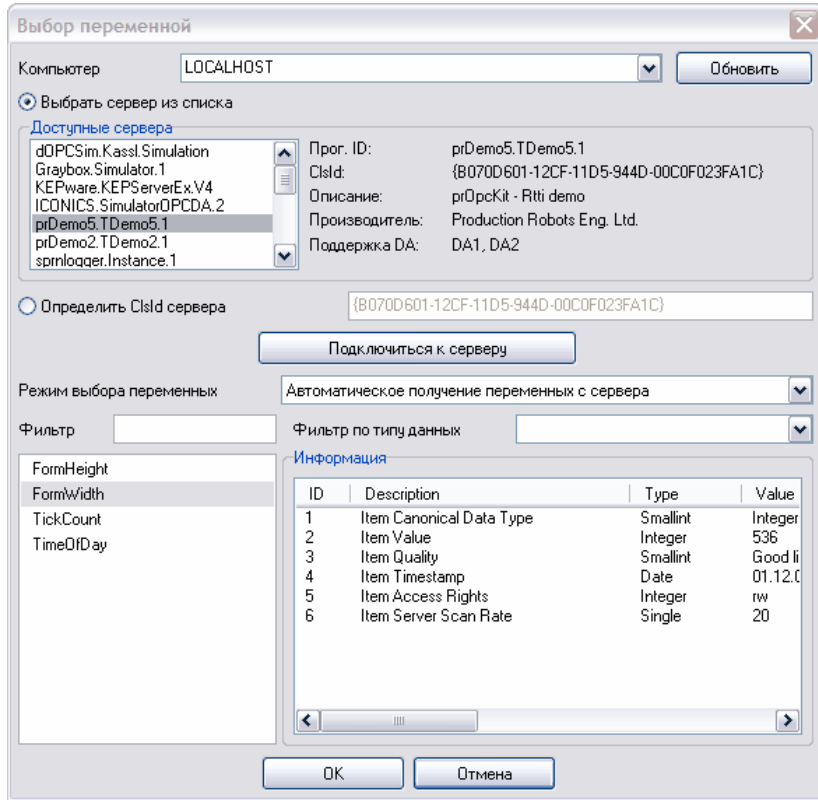 Выбор переменной
Компьютер LOCALHOST Обновить
Выбрать сервер из списка
Доступные сервера
dOPCSim.Kassl.Simulation
Graybox.Simulator.1
KEPware.KEPServerEx.V4
ICONICS.SimulatorOPCDA.2
prDemo5.TDemo5.1
prDemo2.TDemo2.1
sprnlogger.Instance.1
Прог. ID: prDemo5.TDemo5.1
ClsId: {B070D601-12CF-11D5-944D-00C0F023FA1C}
Описание: prOpcKit - Rtti demo
Производитель: Production Robots Eng. Ltd.
Поддержка DA: DA1, DA2
Определить ClsId сервера {B070D601-12CF-11D5-944D-00C0F023FA1C}
Подключиться к серверу
Режим выбора переменных Автоматическое получение переменных с сервера
Фильтр Фильтр по типу данных
FormHeight
FormWidth
TickCount
TimeOfDay
Информация
ID Description Type Value
1 Item Canonical Data Type Smallint Integer
2 Item Value Integer 536
3 Item Quality Smallint Good li
4 Item Timestamp Date 01.12.0
5 Item Access Rights Integer rw
6 Item Server Scan Rate Single 20
OK Отмена